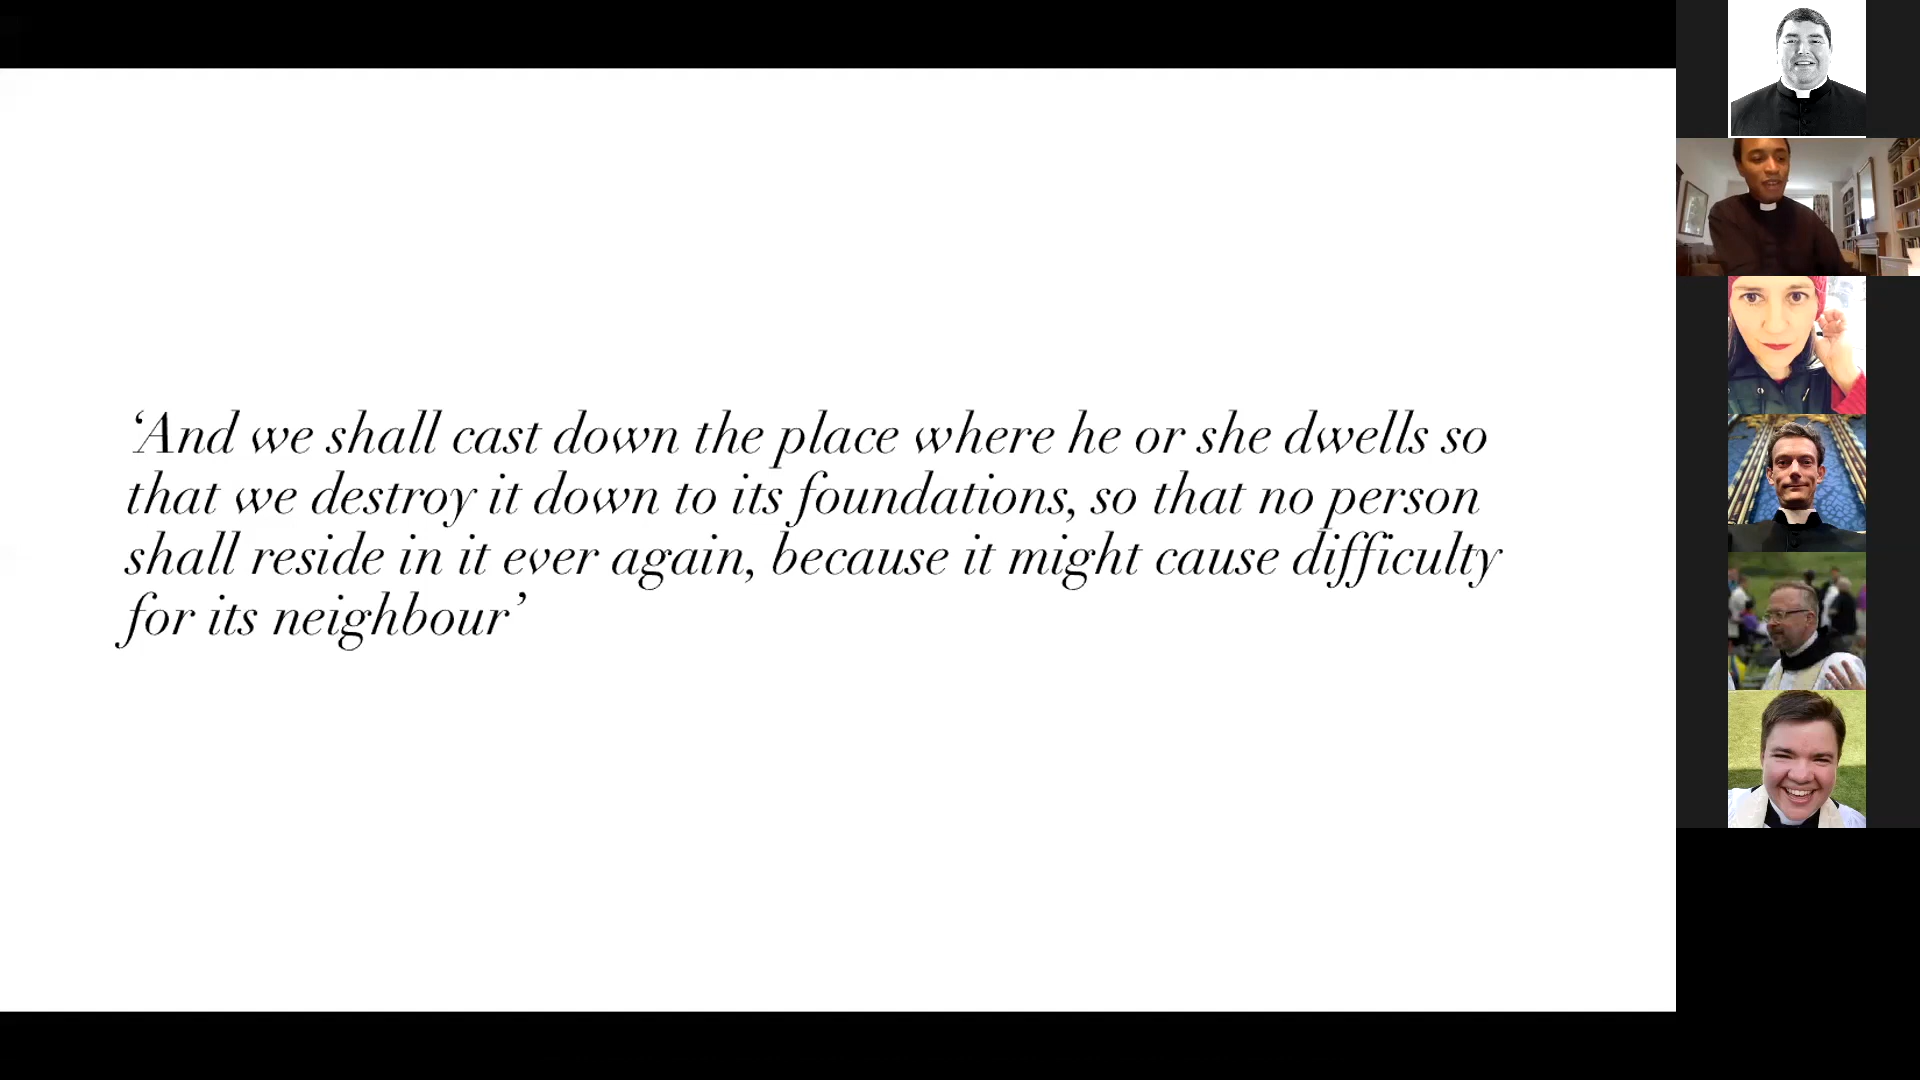 ‘And we shall cast down the place where he or she dwells so
that we destroy it down to its foundations, so that no person
shall reside in it ever again, because it might cause difficulty
for its neighbour’